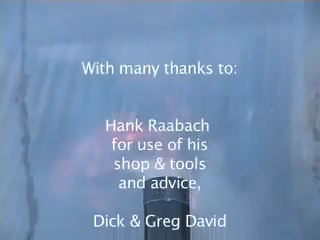 With many thanks to:
Hank Raabach
for use of his
shop & tools
and advice,
Dick & Greg David